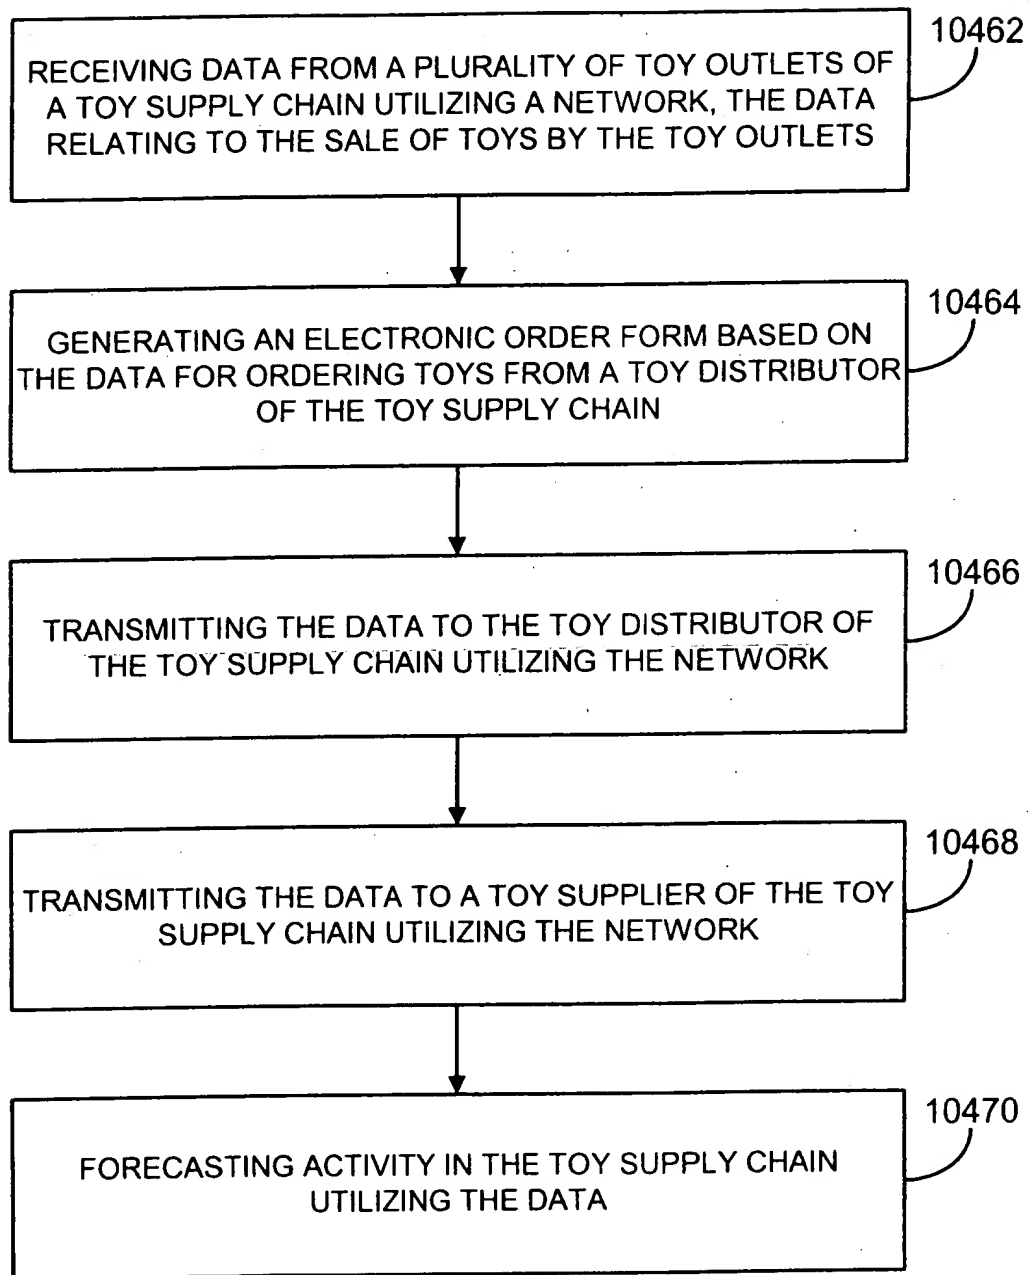 10462
RECEIVING DATA FROM A PLURALITY OF TOY OUTLETS OF
A TOY SUPPLY CHAIN UTILIZING A NETWORK, THE DATA
RELATING TO THE SALE OF TOYS BY THE TOY OUTLETS
10464
GENERATING AN ELECTRONIC ORDER FORM BASED ON
THE DATA FOR ORDERING TOYS FROM A TOY DISTRIBUTOR
OF THE TOY SUPPLY CHAIN
10466
TRANSMITTING THE DATA TO THE TOY DISTRIBUTOR OF
THE TOY SUPPLY CHAIN UTILIZING THE NETWORK
10468
TRANSMITTING THE DATA TO A TOY SUPPLIER OF THE TOY
SUPPLY CHAIN UTILIZING THE NETWORK
10470
FORECASTING ACTIVITY IN THE TOY SUPPLY CHAIN
UTILIZING THE DATA